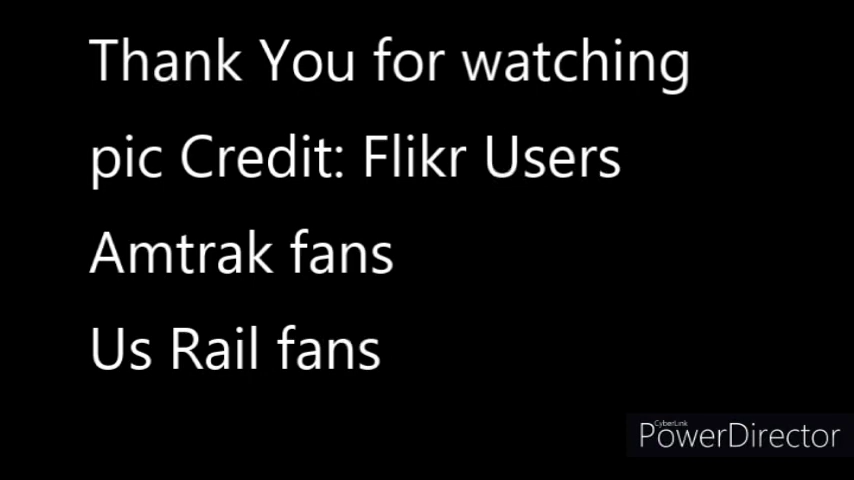 Thank You for watching
pic Credit: Flikr Users
Amtrak fans
Us Rail fans
CyberLink
PowerDirector